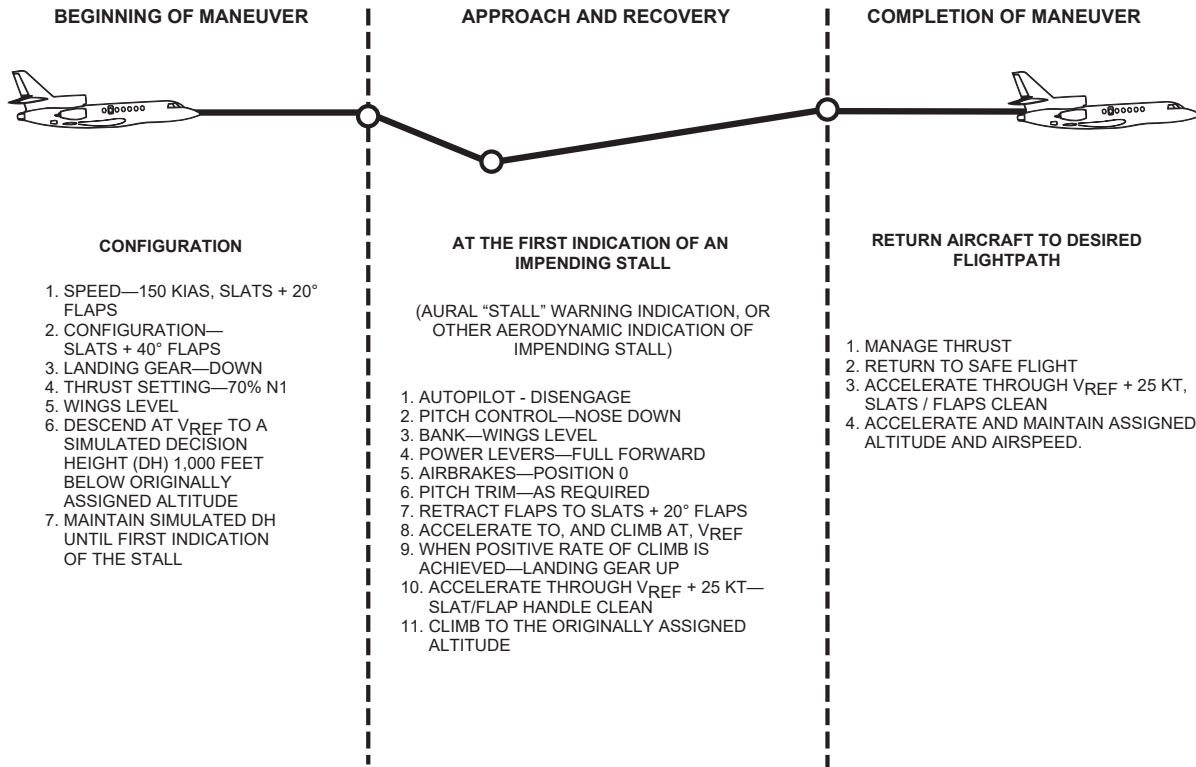 BEGINNING OF MANEUVER
CONFIGURATION
1. SPEED—150 KIAS, SLATS + 20°
FLAPS
2. CONFIGURATION—
SLATS + 40° FLAPS
3. LANDING GEAR—DOWN
4. THRUST SETTING—70% N1
5. WINGS LEVEL
6. DESCEND AT VREF TO A
SIMULATED DECISION
HEIGHT (DH) 1,000 FEET
BELOW ORIGINALLY
ASSIGNED ALTITUDE
7. MAINTAIN SIMULATED DH
UNTIL FIRST INDICATION
OF THE STALL
APPROACH AND RECOVERY
AT THE FIRST INDICATION OF AN
IMPENDING STALL
(AURAL “STALL” WARNING INDICATION, OR
OTHER AERODYNAMIC INDICATION OF
IMPENDING STALL)
1. AUTOPILOT - DISENGAGE
2. PITCH CONTROL—NOSE DOWN
3. BANK—WINGS LEVEL
4. POWER LEVERS—FULL FORWARD
5. AIRBRAKES—POSITION 0
6. PITCH TRIM—AS REQUIRED
7. RETRACT FLAPS TO SLATS + 20° FLAPS
8. ACCELERATE TO, AND CLIMB AT, VREF
9. WHEN POSITIVE RATE OF CLIMB IS
ACHIEVED—LANDING GEAR UP
10. ACCELERATE THROUGH VREF + 25 KT—
SLAT/FLAP HANDLE CLEAN
11. CLIMB TO THE ORIGINALLY ASSIGNED
ALTITUDE
COMPLETION OF MANEUVER
RETURN AIRCRAFT TO DESIRED
FLIGHTPATH
1. MANAGE THRUST
2. RETURN TO SAFE FLIGHT
3. ACCELERATE THROUGH VREF + 25 KT,
SLATS / FLAPS CLEAN
4. ACCELERATE AND MAINTAIN ASSIGNED
ALTITUDE AND AIRSPEED.